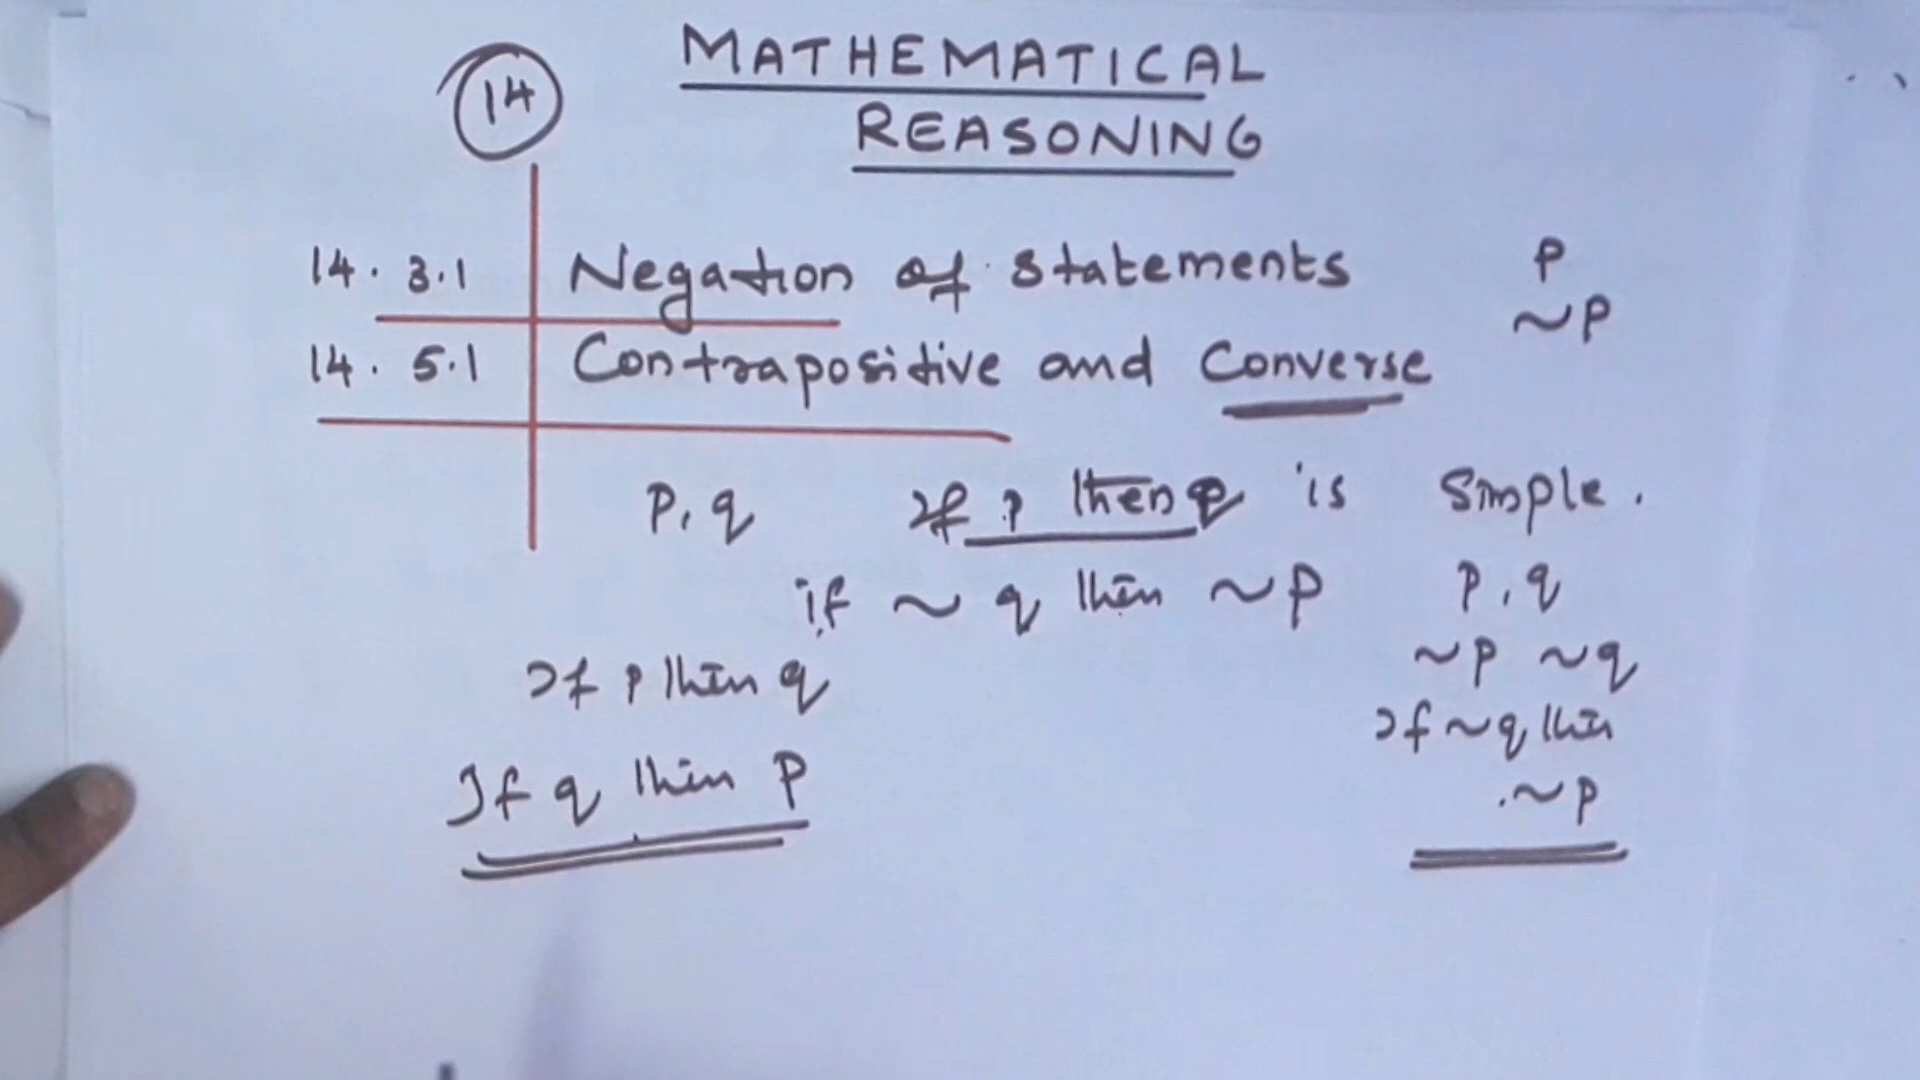 14
MATHEMATICAL
REASONING
14. 3.1 Negation of statements p
~p
14. 5.1 Contrapositive and Converse
P, q If p then q is Simple.
if ~ q then ~p p, q
~p ~q
If p then q
If ~q then
If q then p
~p